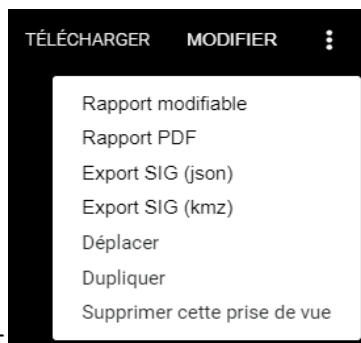 TÉLÉCHARGER MODIFIER
Rapport modifiable
Rapport PDF
Export SIG (json)
Export SIG (kmz)
Déplacer
Dupliquer
Supprimer cette prise de vue